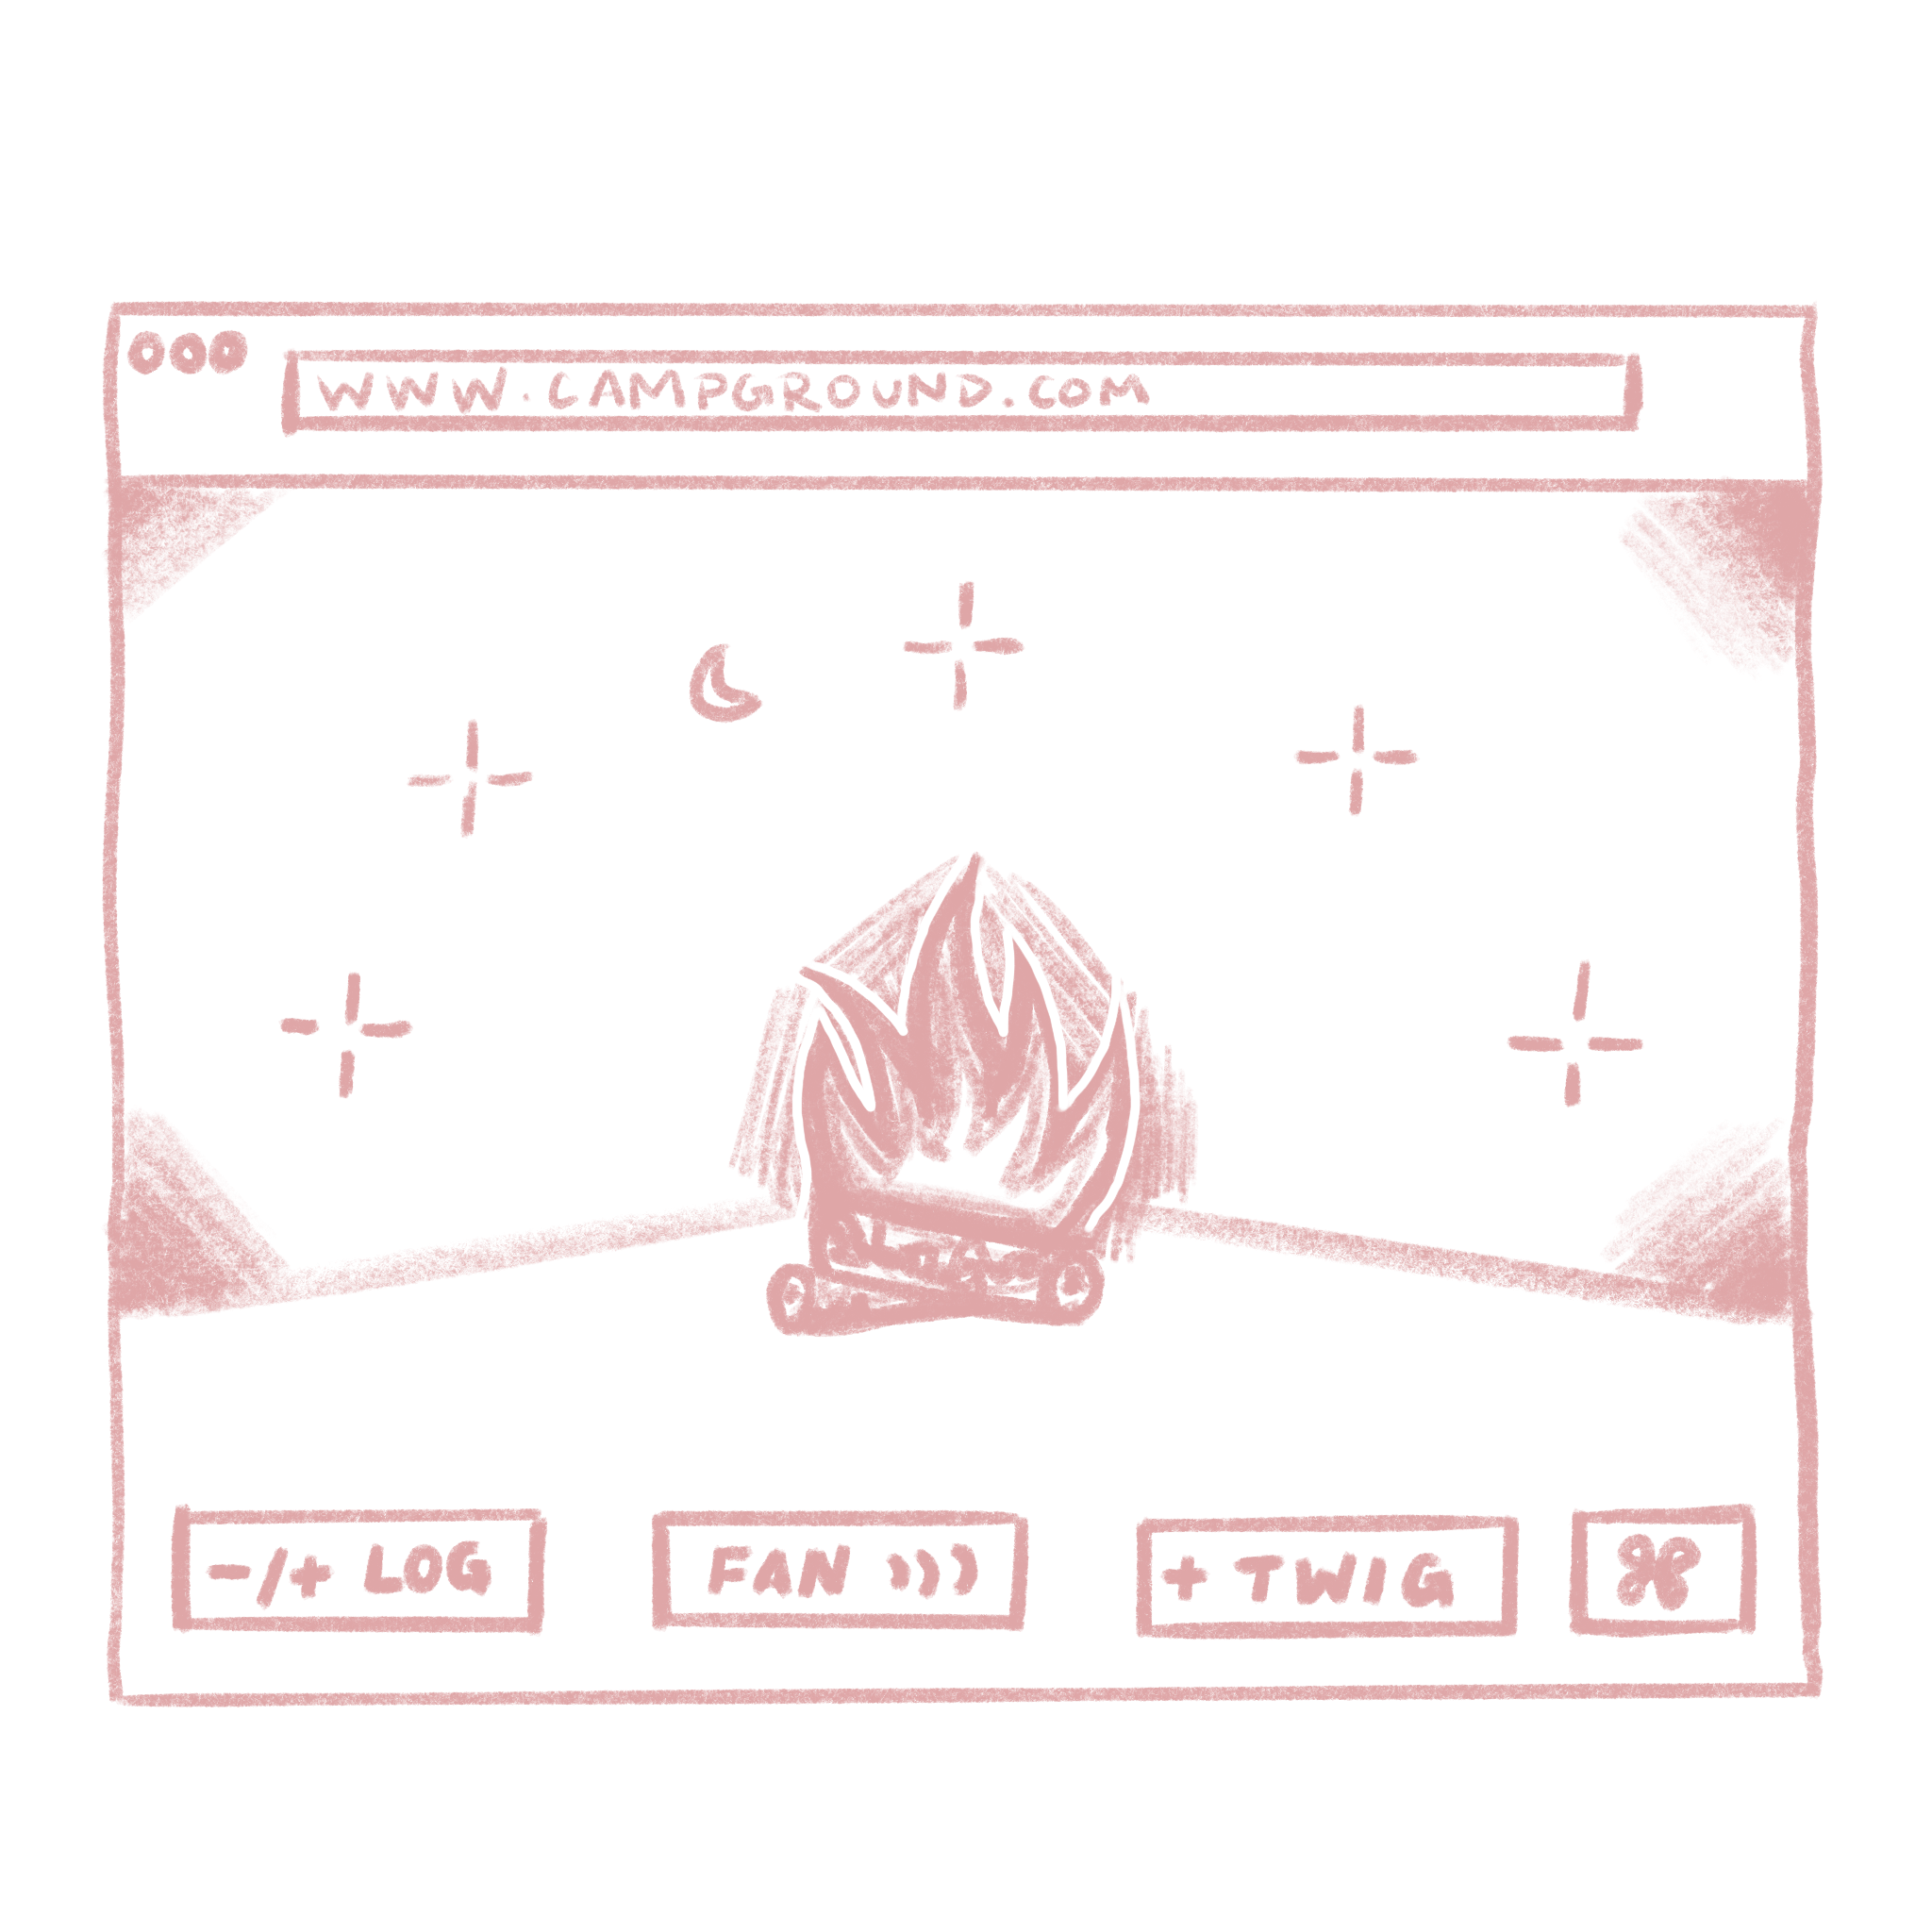 WWW.CAMPGROUND.COM
-/+ LOG
FAN )))
+ TWIG
⌘